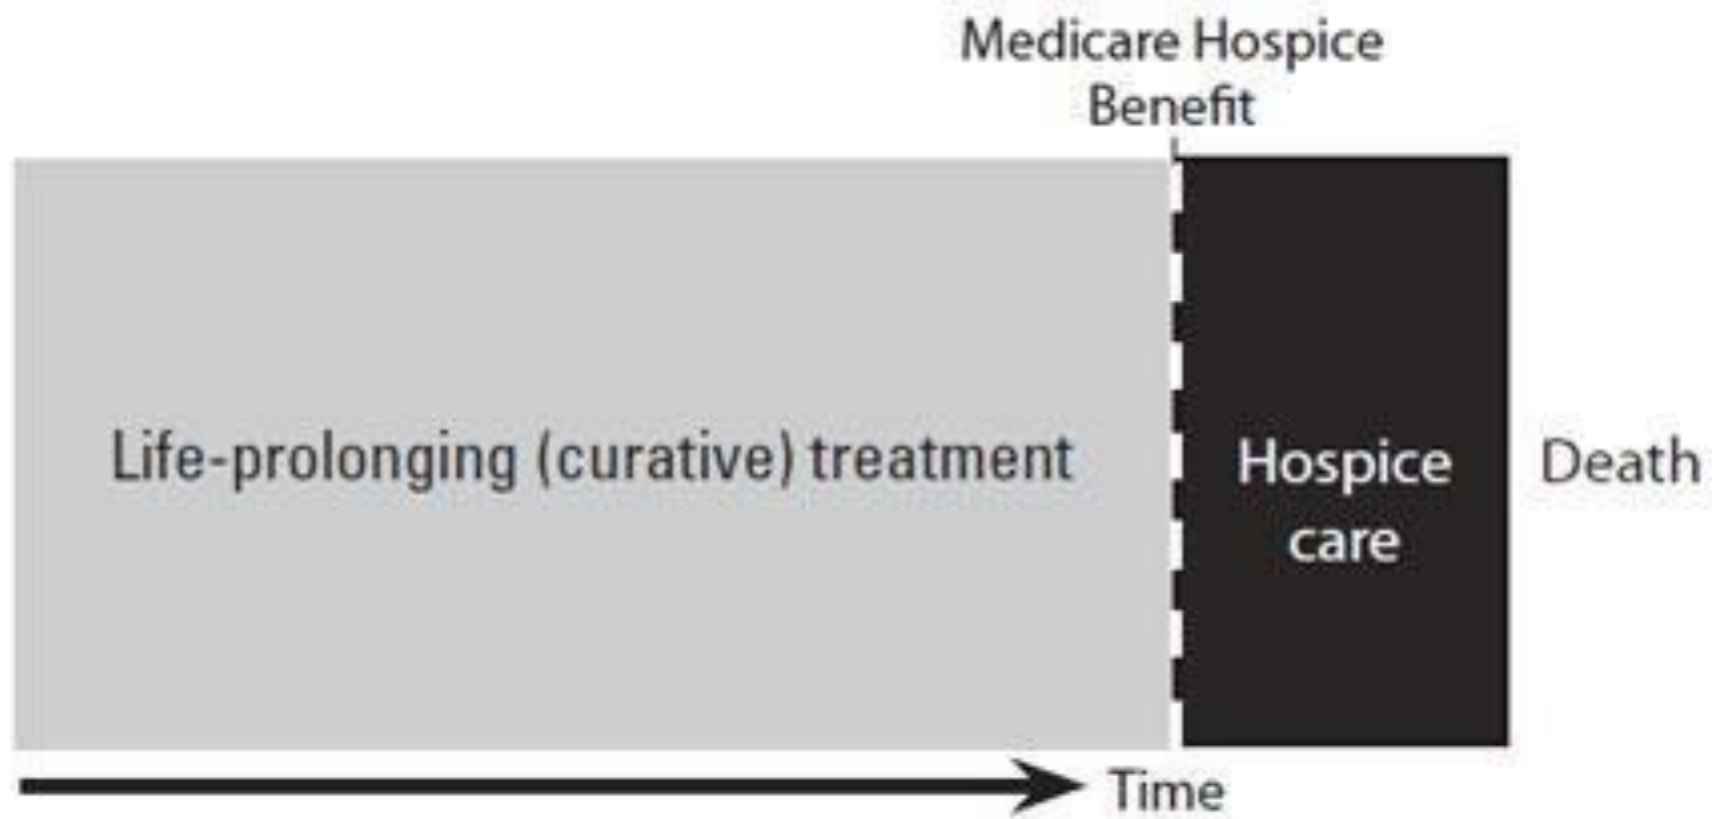 Medicare Hospice
Benefit
Life-prolonging (curative) treatment
Hospice
care
Death
Time